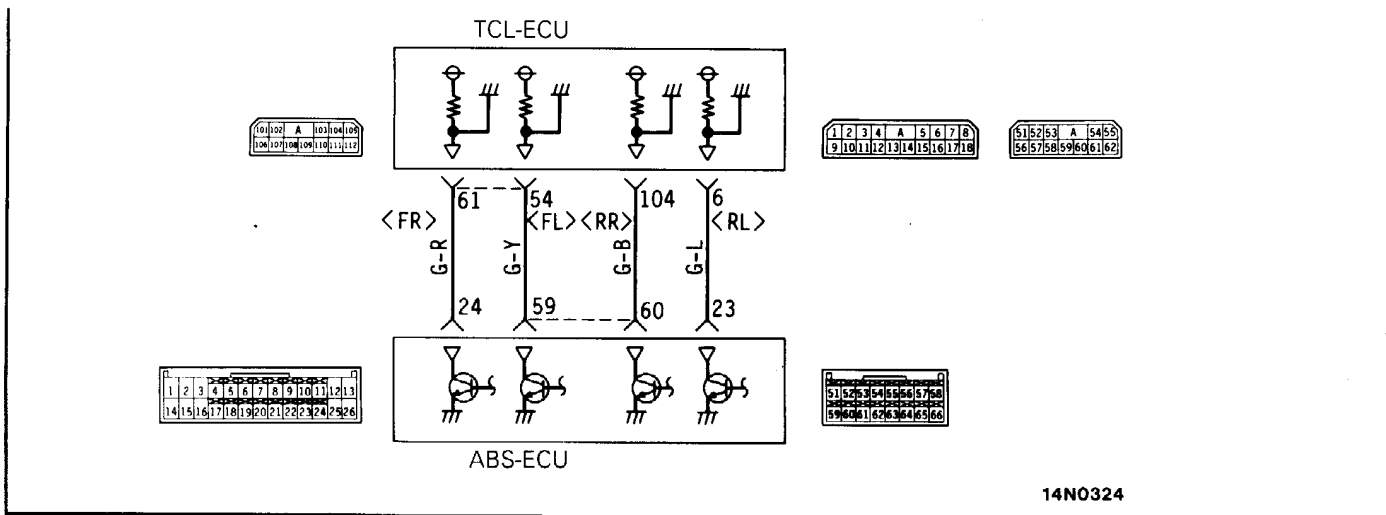 TCL-ECU
101 102 A 103 104 105
106 107 108 109 110 111 112
1 2 3 4 A 5 6 7 8
9 10 11 12 13 14 15 16 17 18
51 52 53 A 54 55
56 57 58 59 60 61 62
61 54 104 6
<FR> <FL> <RR> <RL>
G-R G-Y G-B G-L
24 59 60 23
1 2 3 4 5 6 7 8 9 10 11 12 13
14 15 16 17 18 19 20 21 22 23 24 25 26
51 52 53 54 55 56 57 58
59 60 61 62 63 64 65 66
ABS-ECU
14N0324